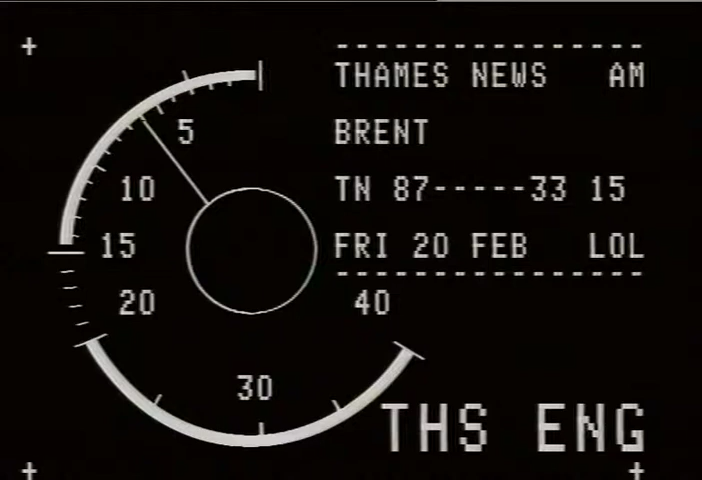 ----------------
THAMES NEWS AM
BRENT
TN 87-----33 15
FRI 20 FEB LOL
----------------
5
10
15
20
30
40
THS ENG